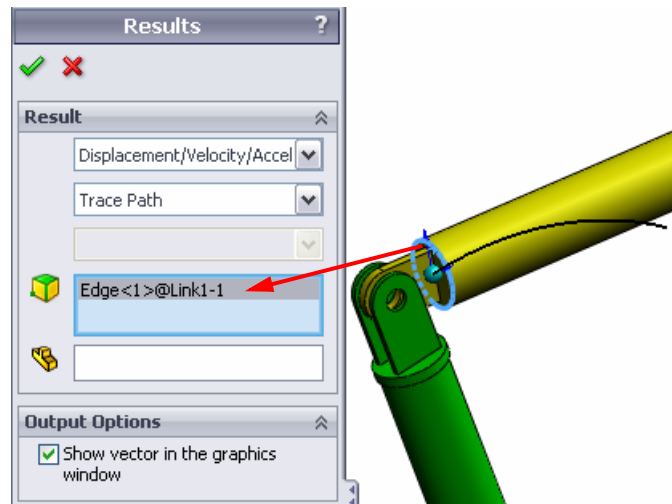 Results ?
Result
Displacement/Velocity/Accel
Trace Path
Edge<1>@Link1-1
Output Options
Show vector in the graphics
window